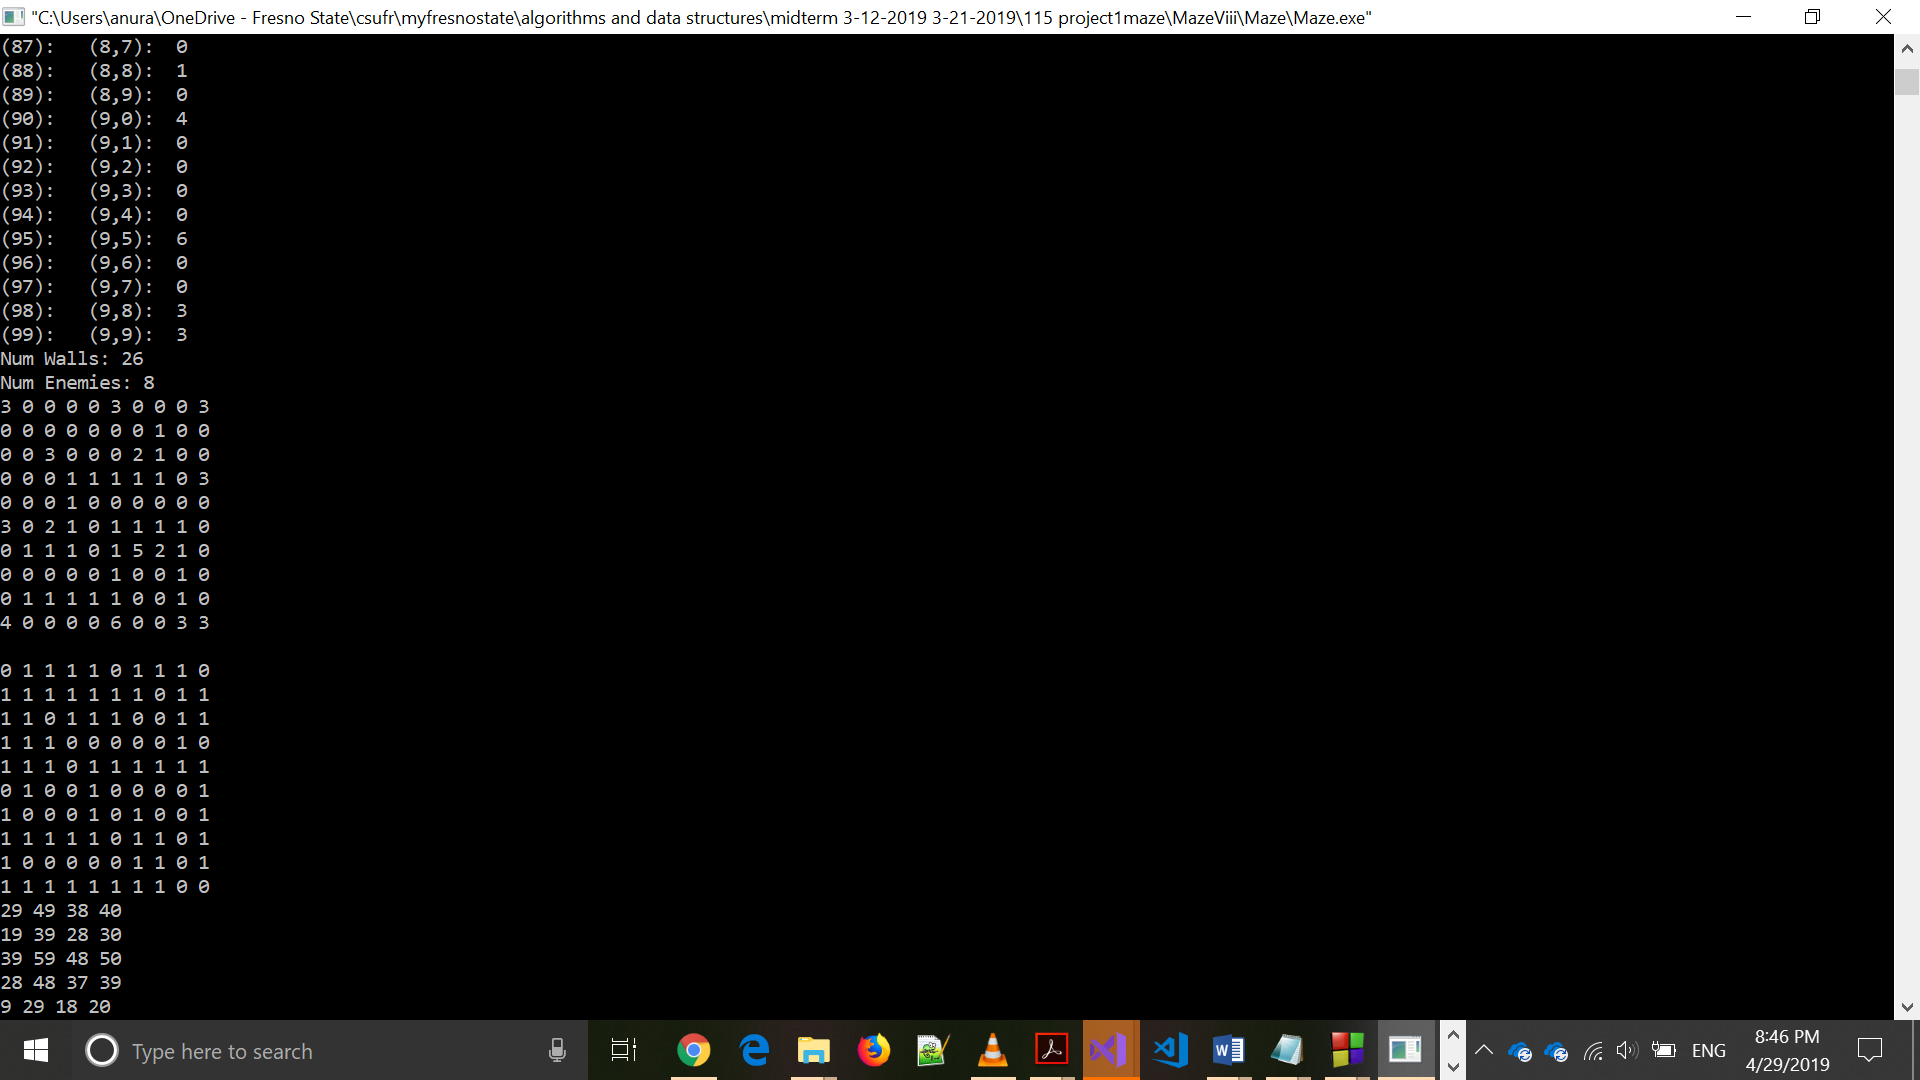 "C:\Users\anura\OneDrive - Fresno State\csufr\myfresnostate\algorithms and data structures\midterm 3-12-2019 3-21-2019\115 project1maze\MazeViii\Maze\Maze.exe"
(87): (8,7): 0
(88): (8,8): 1
(89): (8,9): 0
(90): (9,0): 4
(91): (9,1): 0
(92): (9,2): 0
(93): (9,3): 0
(94): (9,4): 0
(95): (9,5): 6
(96): (9,6): 0
(97): (9,7): 0
(98): (9,8): 3
(99): (9,9): 3
Num Walls: 26
Num Enemies: 8
3 0 0 0 0 3 0 0 0 3
0 0 0 0 0 0 0 1 0 0
0 0 3 0 0 0 2 1 0 0
0 0 0 1 1 1 1 1 0 3
0 0 0 1 0 0 0 0 0 0
3 0 2 1 0 1 1 1 1 0
0 1 1 1 0 1 5 2 1 0
0 0 0 0 0 1 0 0 1 0
0 1 1 1 1 1 0 0 1 0
4 0 0 0 0 6 0 0 3 3
0 1 1 1 1 0 1 1 1 0
1 1 1 1 1 1 1 0 1 1
1 1 0 1 1 1 0 0 1 1
1 1 1 0 0 0 0 0 1 0
1 1 1 0 1 1 1 1 1 1
0 1 0 0 1 0 0 0 0 1
1 0 0 0 1 0 1 0 0 1
1 1 1 1 1 0 1 1 0 1
1 0 0 0 0 0 1 1 0 1
1 1 1 1 1 1 1 1 0 0
29 49 38 40
19 39 28 30
39 59 48 50
28 48 37 39
9 29 18 20
Type here to search
ENG
8:46 PM
4/29/2019